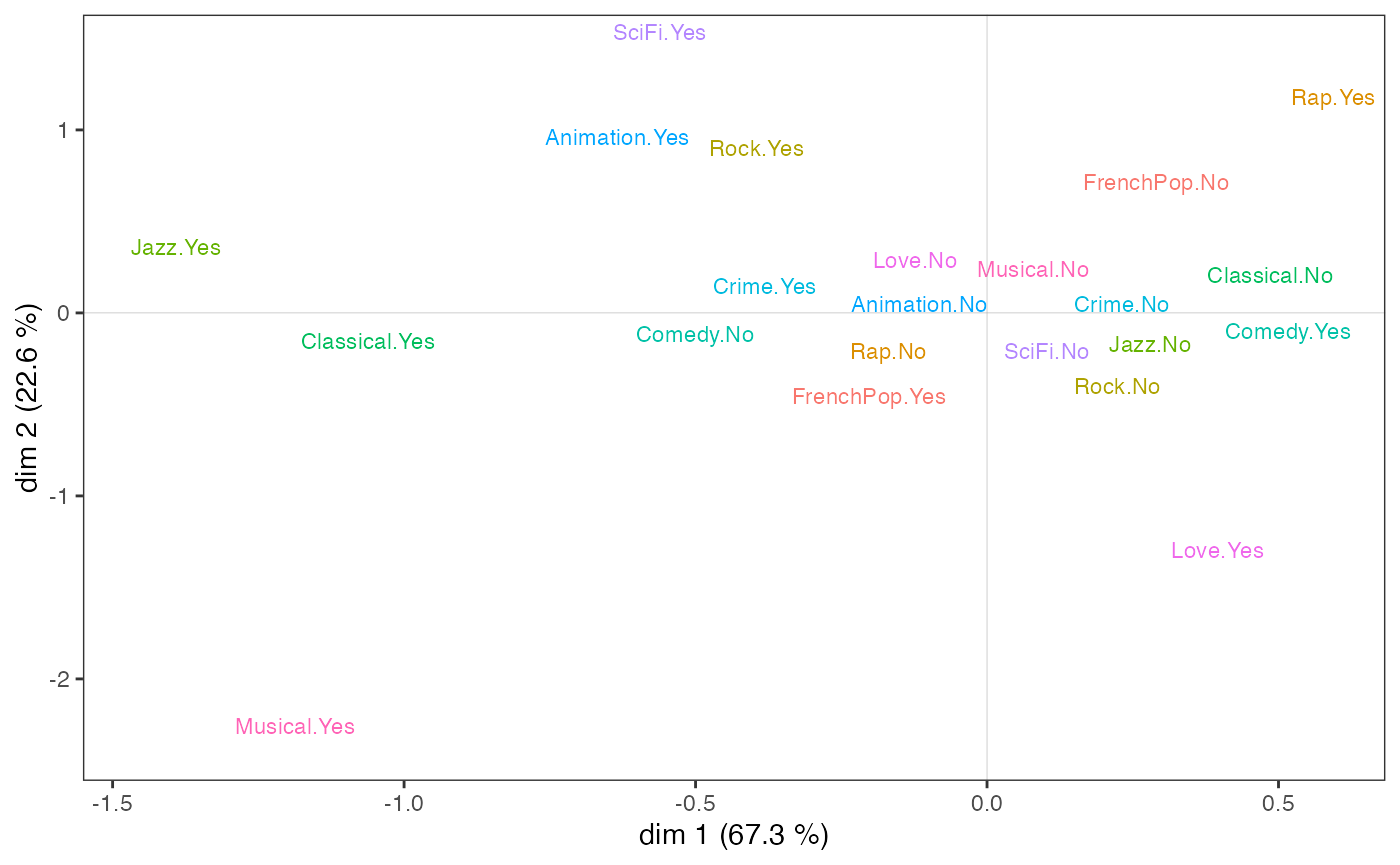 SciFi.Yes
Rap.Yes
1
Animation.Yes
Rock.Yes
FrenchPop.No
Jazz.Yes
Love.No
Musical.No
Classical.No
Crime.Yes
Animation.No
Crime.No
0
Classical.Yes
Comedy.No
Comedy.Yes
Rap.No
SciFi.No
Jazz.No
FrenchPop.Yes
Rock.No
-1
Love.Yes
-2
Musical.Yes
dim 2 (22.6 %)
-1.5 -1.0 -0.5 0.0 0.5
dim 1 (67.3 %)